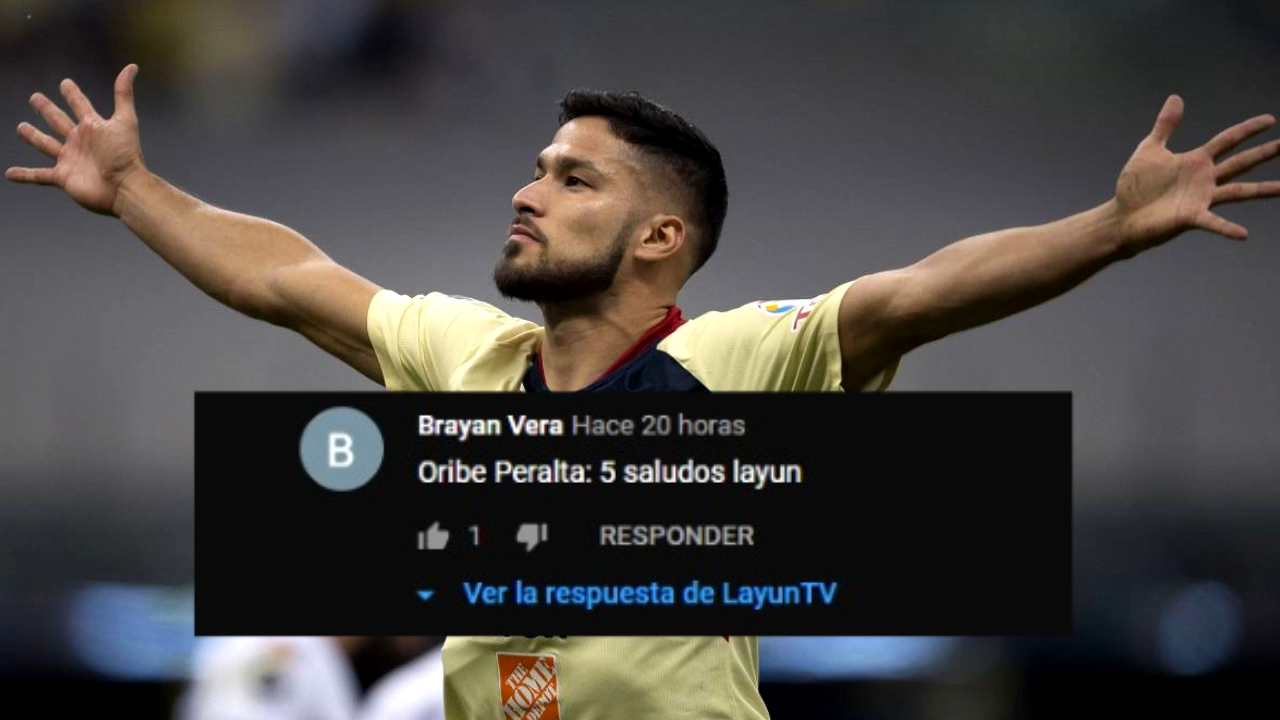 B
Brayan Vera Hace 20 horas
Oribe Peralta: 5 saludos layun
1
RESPONDER
Ver la respuesta de LayunTV
THE
HOME
DEPOT